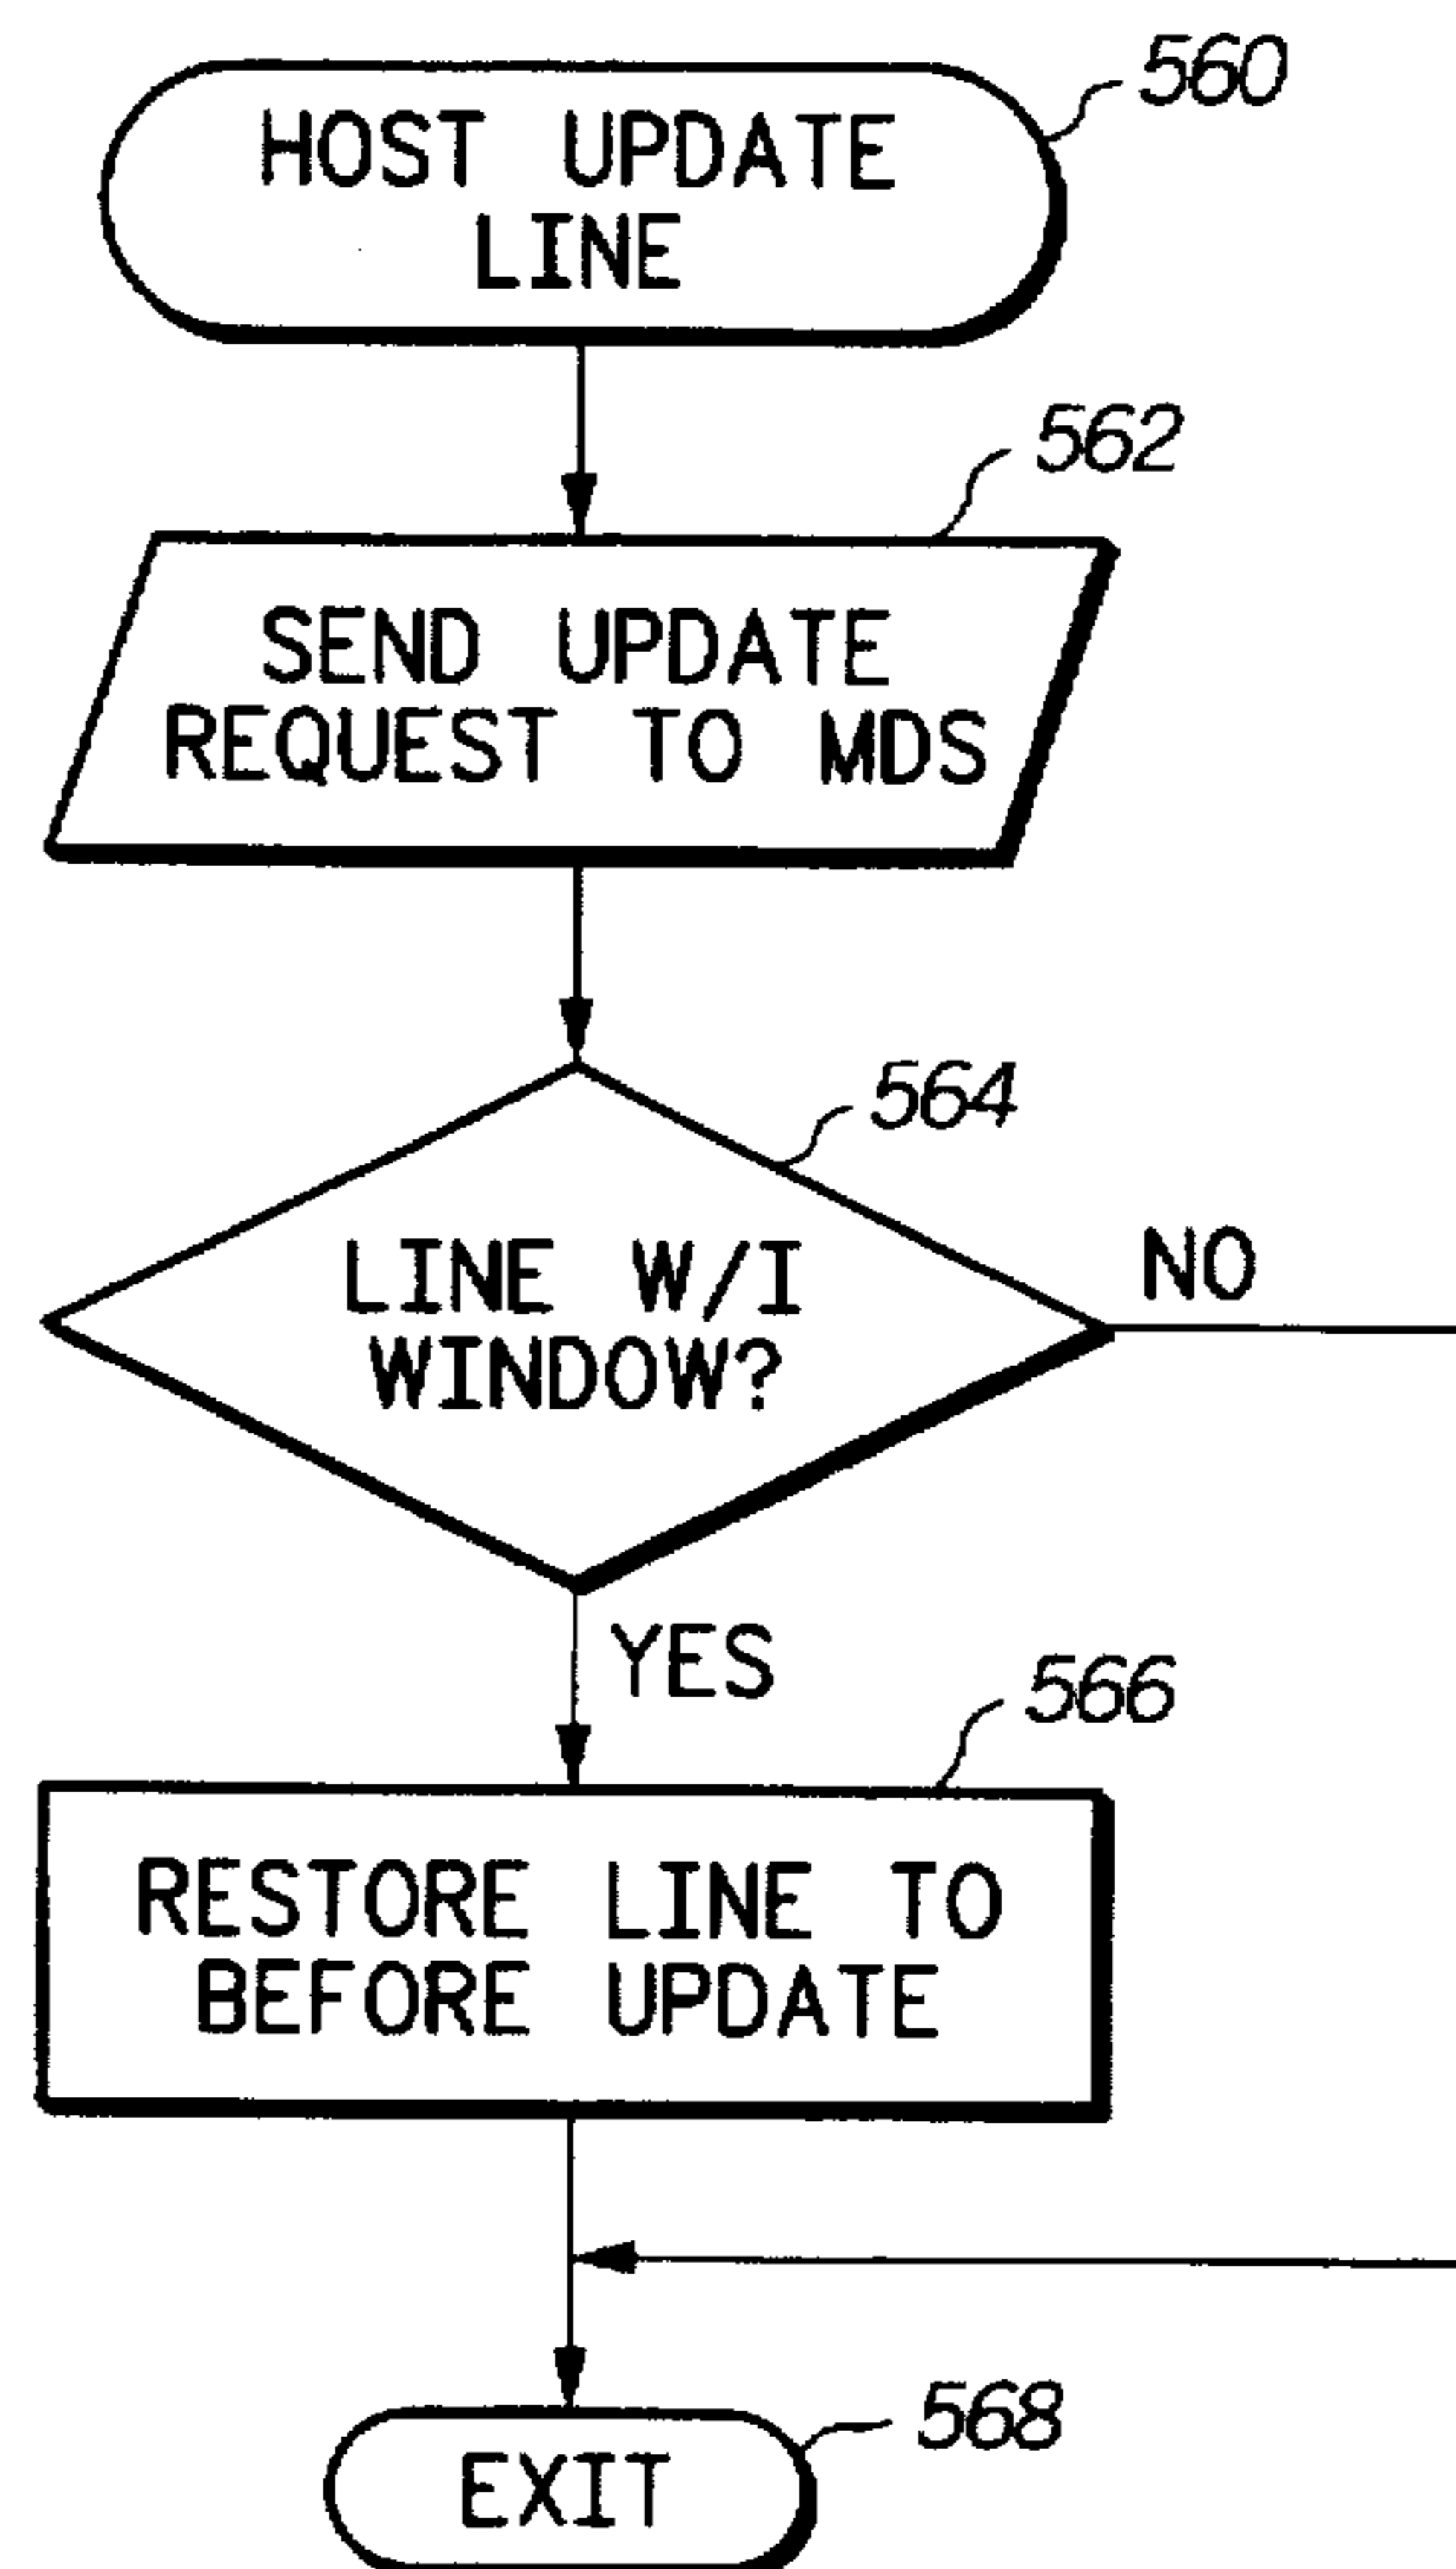 560
HOST UPDATE
LINE
562
SEND UPDATE
REQUEST TO MDS
564
LINE W/I
WINDOW?
NO
YES
566
RESTORE LINE TO
BEFORE UPDATE
568
EXIT